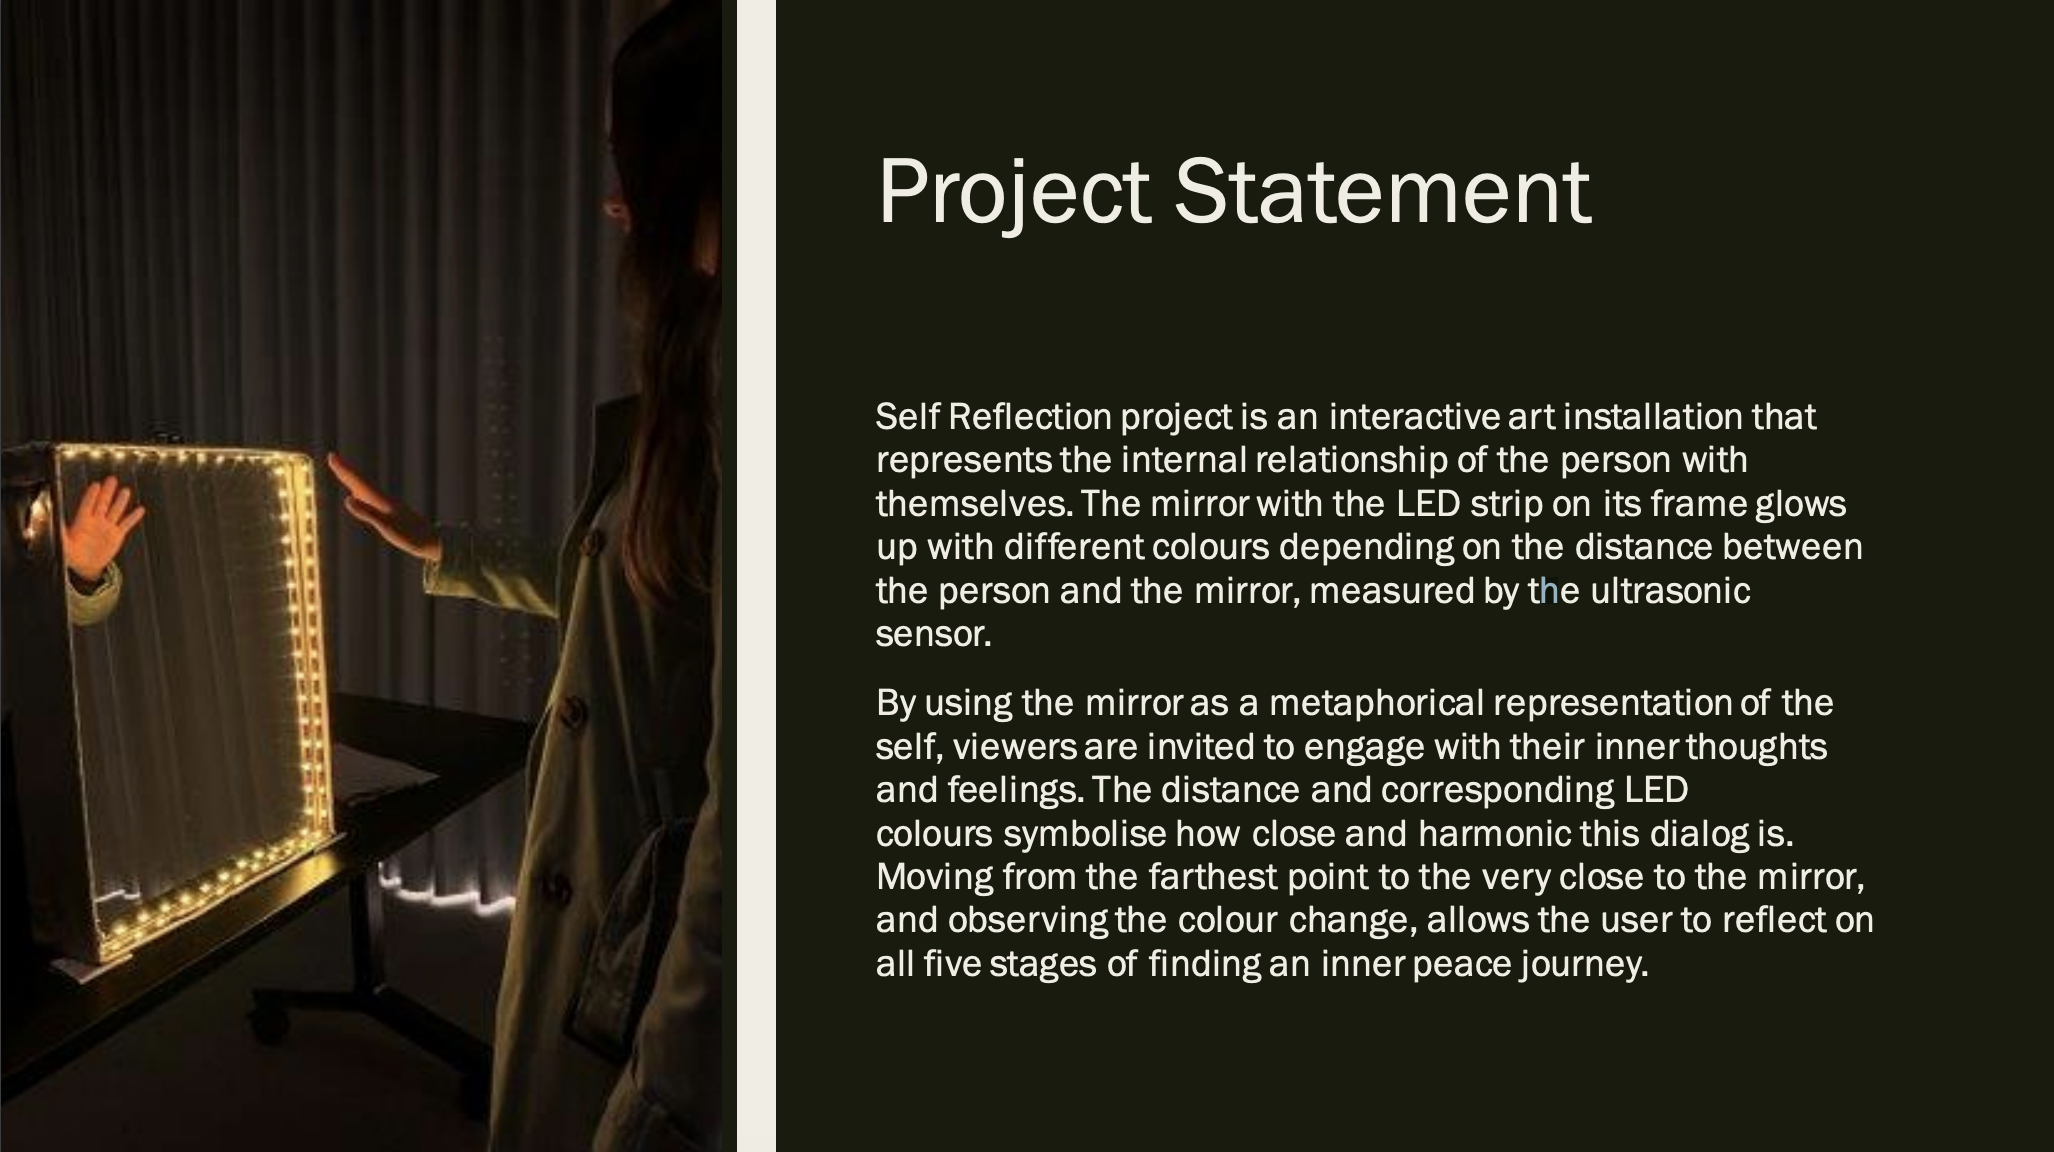 Project Statement
Self Reflection project is an interactive art installation that
represents the internal relationship of the person with
themselves. The mirror with the LED strip on its frame glows
up with different colours depending on the distance between
the person and the mirror, measured by the ultrasonic
sensor.
By using the mirror as a metaphorical representation of the
self, viewers are invited to engage with their inner thoughts
and feelings. The distance and corresponding LED
colours symbolise how close and harmonic this dialog is.
Moving from the farthest point to the very close to the mirror,
and observing the colour change, allows the user to reflect on
all five stages of finding an inner peace journey.